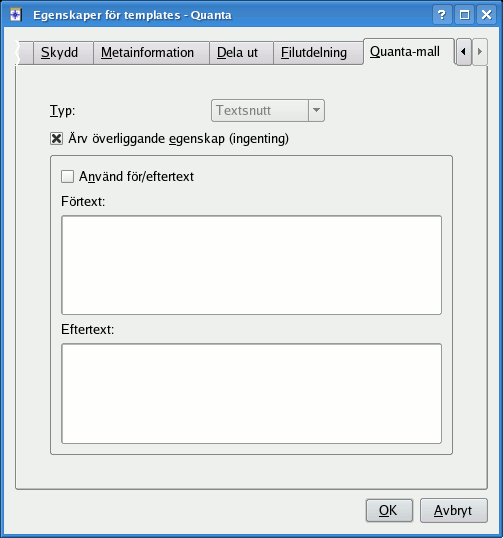 Egenskaper för templates - Quanta
Skydd Metainformation Dela ut Filutdelning Quanta-mall
Typ: Textsnutt
Ärv överliggande egenskap (ingenting)
Använd för/eftertext
Förtext:
Eftertext:
OK Avbryt